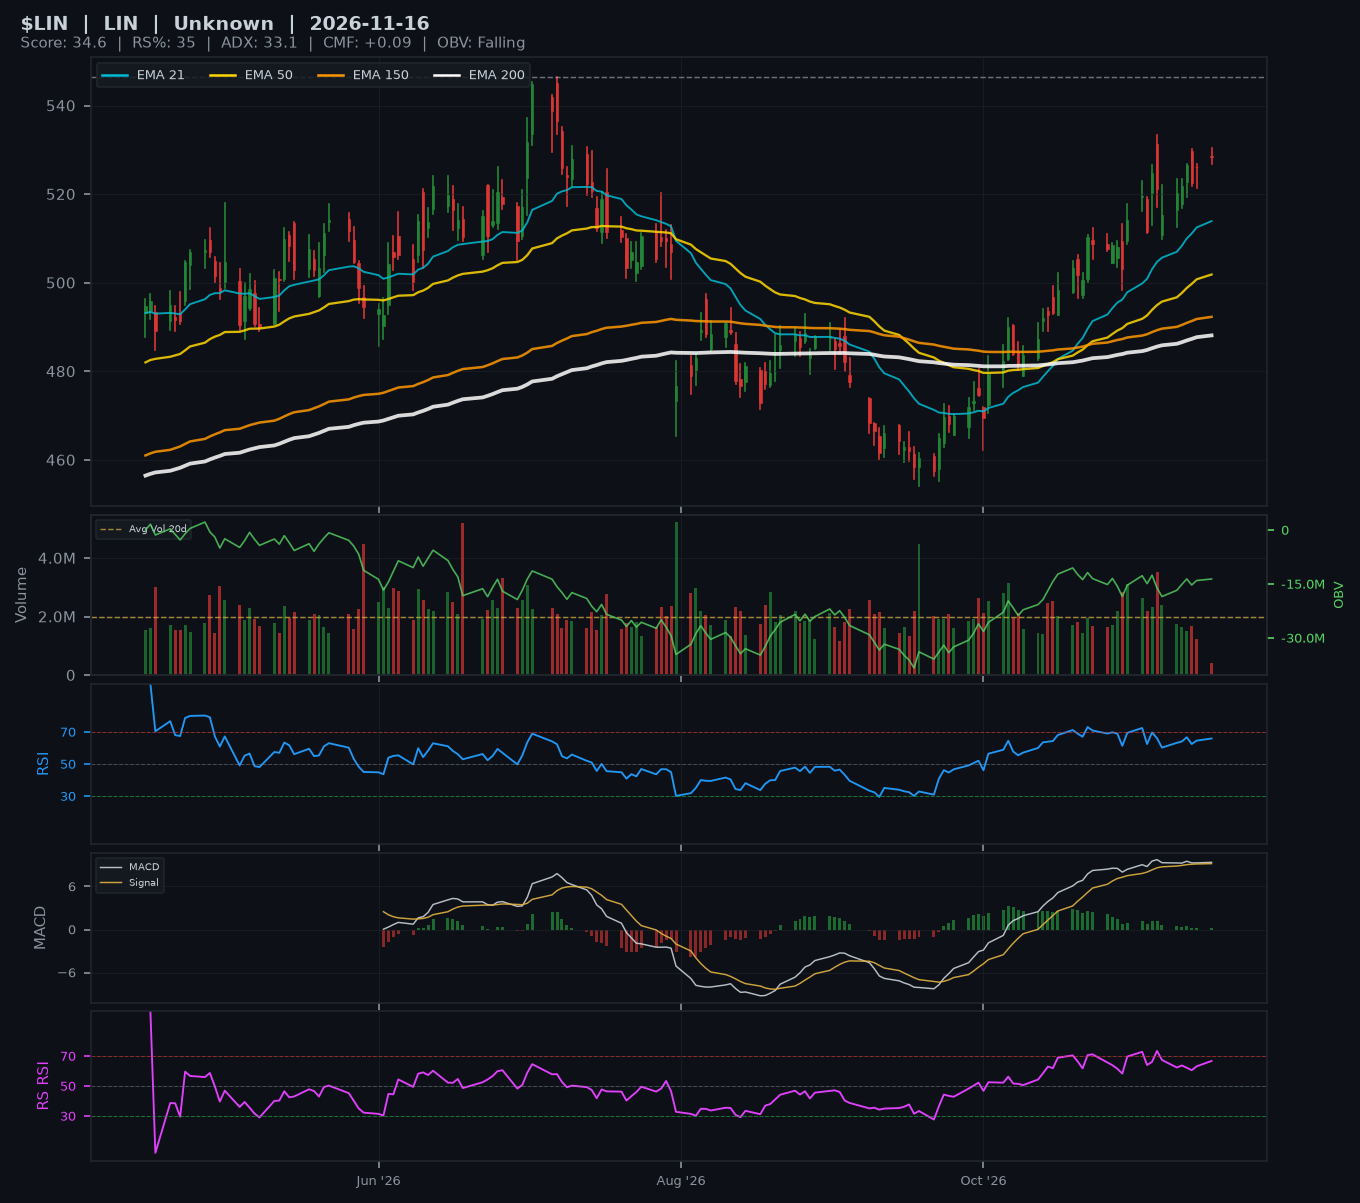 $LIN | LIN | Unknown | 2026-11-16
Score: 34.6 | RS%: 35 | ADX: 33.1 | CMF: +0.09 | OBV: Falling
EMA 21 EMA 50 EMA 150 EMA 200
540
520
500
480
460
Avg Vol 20d
4.0M
2.0M
0
Volume
0
-15.0M
-30.0M
OBV
70
50
30
RSI
MACD
Signal
6
0
−6
MACD
70
50
30
RS RSI
Jun '26 Aug '26 Oct '26